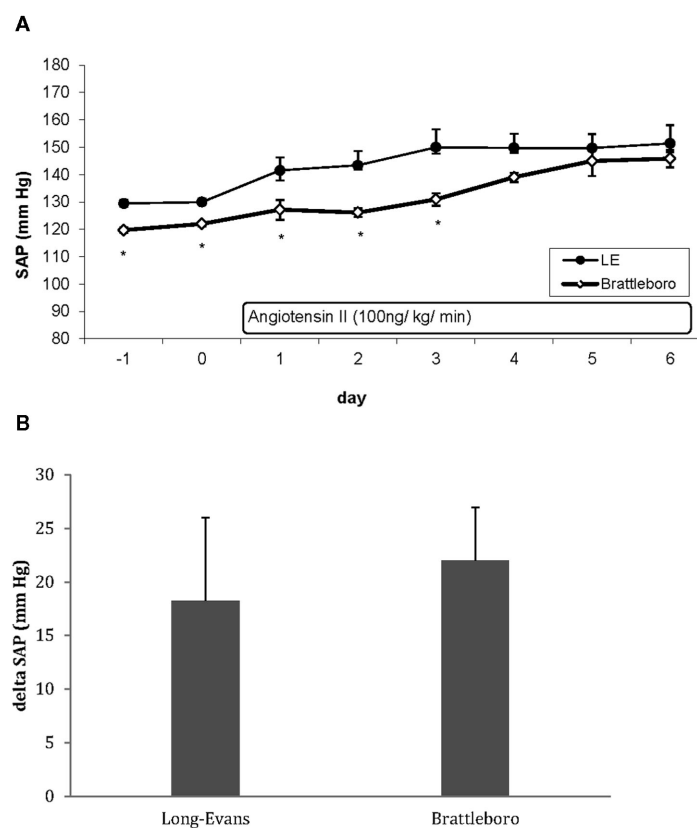 A
180
170
160
150
140
130
120
110
100
90
80
SAP (mm Hg)
* * * * *
LE
Brattleboro
Angiotensin II (100ng/ kg/ min)
-1 0 1 2 3 4 5 6
day
B
30
25
20
15
10
5
0
delta SAP (mm Hg)
Long-Evans Brattleboro